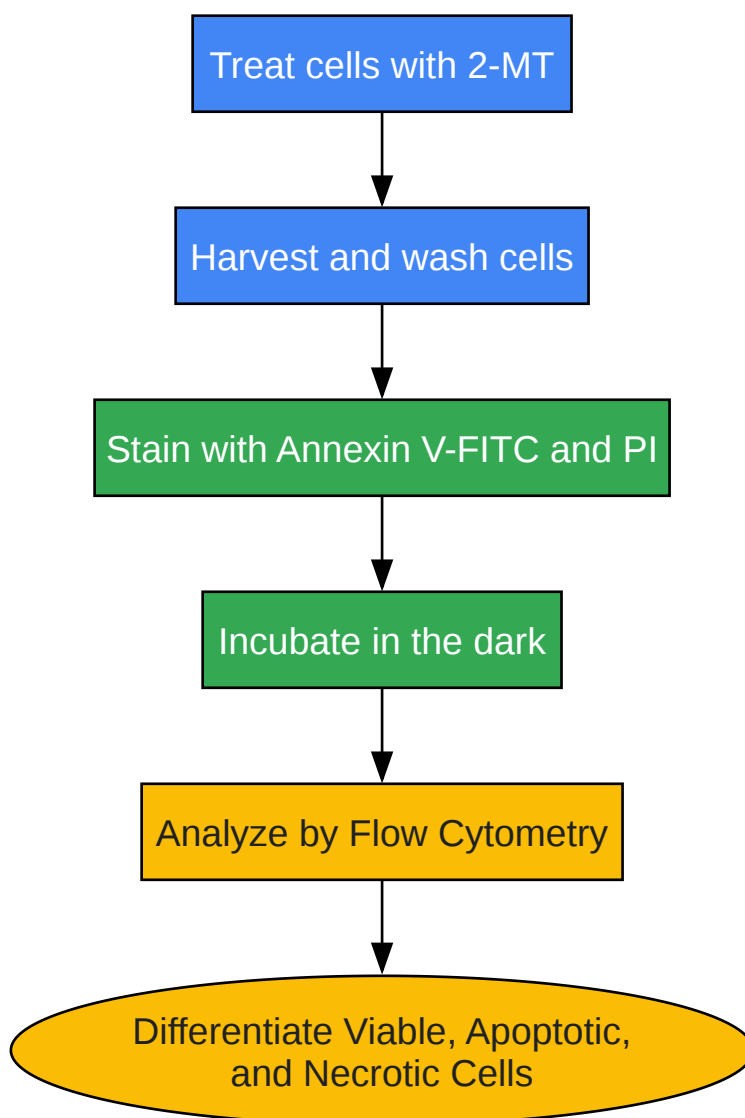 Treat cells with 2-MT
Harvest and wash cells
Stain with Annexin V-FITC and PI
Incubate in the dark
Analyze by Flow Cytometry
Differentiate Viable, Apoptotic,
and Necrotic Cells